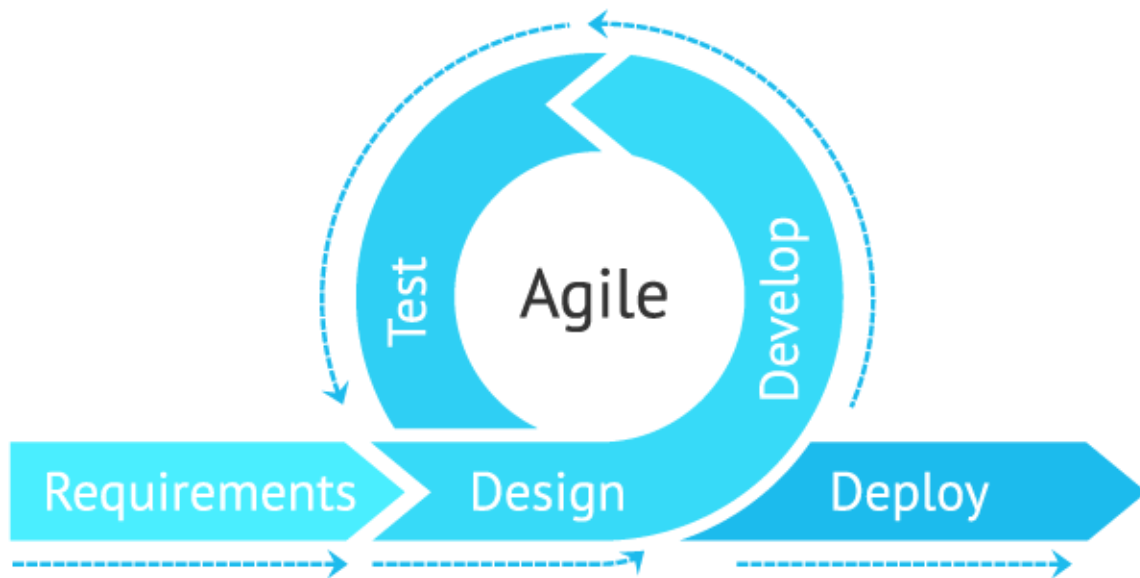 Agile
Test
Develop
Requirements
Design
Deploy